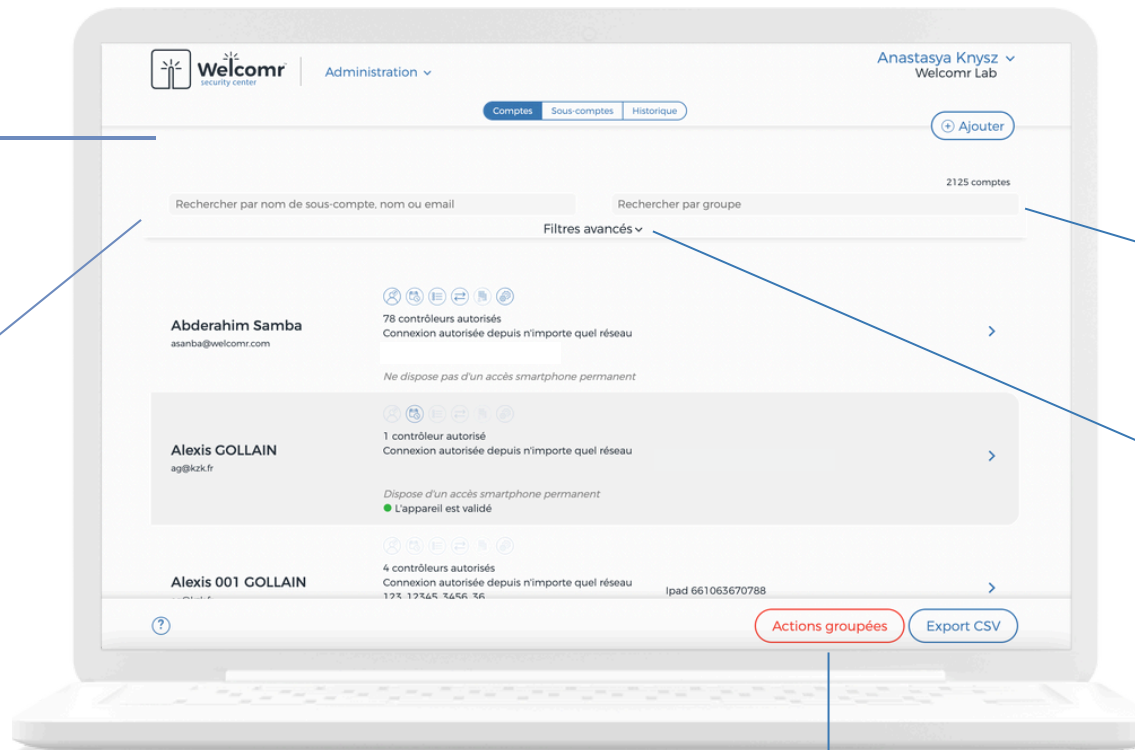 Welcomr
security center
Administration
Anastasya Knysz
Welcomr Lab
Comptes
Sous-comptes
Historique
Ajouter
2125 comptes
Rechercher par nom de sous-compte, nom ou email
Rechercher par groupe
Filtres avancés
78 contrôleurs autorisés
Abderahim Samba
Connexion autorisée depuis n'importe quel réseau
asanba@welcomr.com
Ne dispose pas d'un accès smartphone permanent
1 contrôleur autorisé
Alexis GOLLAIN
Connexion autorisée depuis n'importe quel réseau
ag@kzk.fr
Dispose d'un accès smartphone permanent
L'appareil est validé
4 contrôleurs autorisés
Alexis 001 GOLLAIN
Connexion autorisée depuis n'importe quel réseau
Ipad 661063670788
123, 12345, 3456, 36
?
Actions groupées
Export CSV